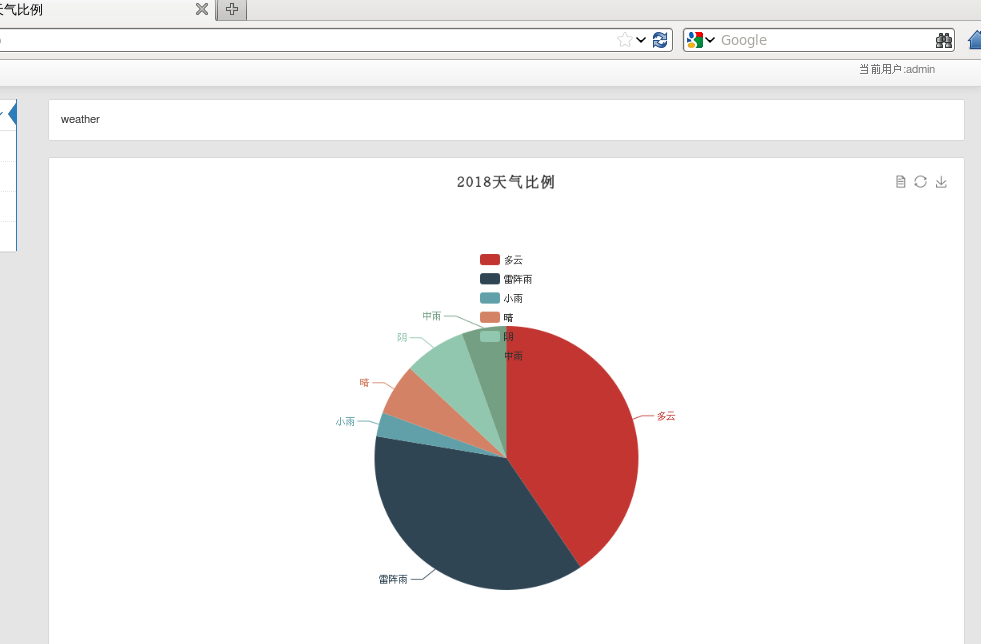 天气比例
Google
当前用户:admin
weather
2018天气比例
多云
雷阵雨
小雨
晴
阴
中雨
中雨
阴
晴
小雨
多云
雷阵雨